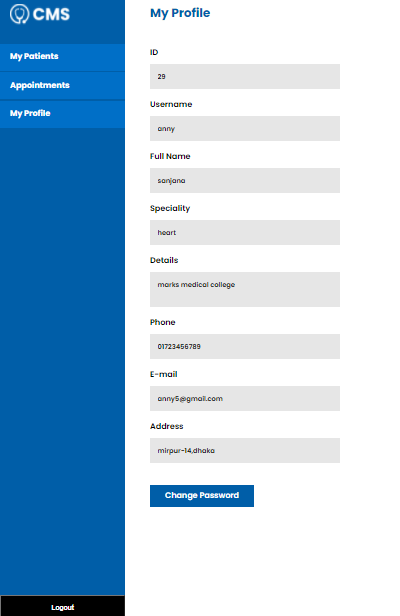 CMS
My Patients
Appointments
My Profile
Logout
My Profile
ID
29
Username
anny
Full Name
sanjana
Speciality
heart
Details
marks medical college
Phone
01723456789
E-mail
anny5@gmail.com
Address
mirpur-14,dhaka
Change Password